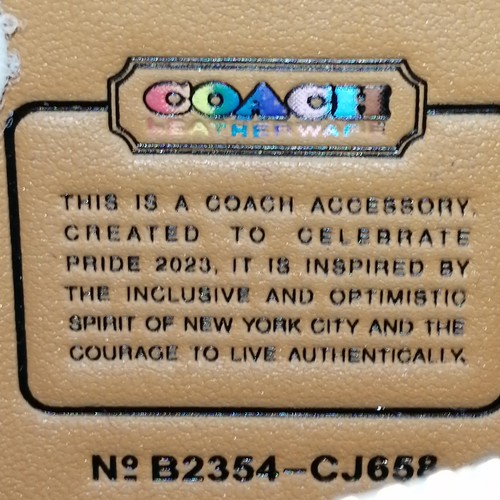 COACH
LEATHERWARE
THIS IS A COACH ACCESSORY,
CREATED TO CELEBRATE
PRIDE 2023, IT IS INSPIRED BY
THE INCLUSIVE AND OPTIMISTIC
SPIRIT OF NEW YORK CITY AND THE
COURAGE TO LIVE AUTHENTICALLY.
Nº B2354-CJ658